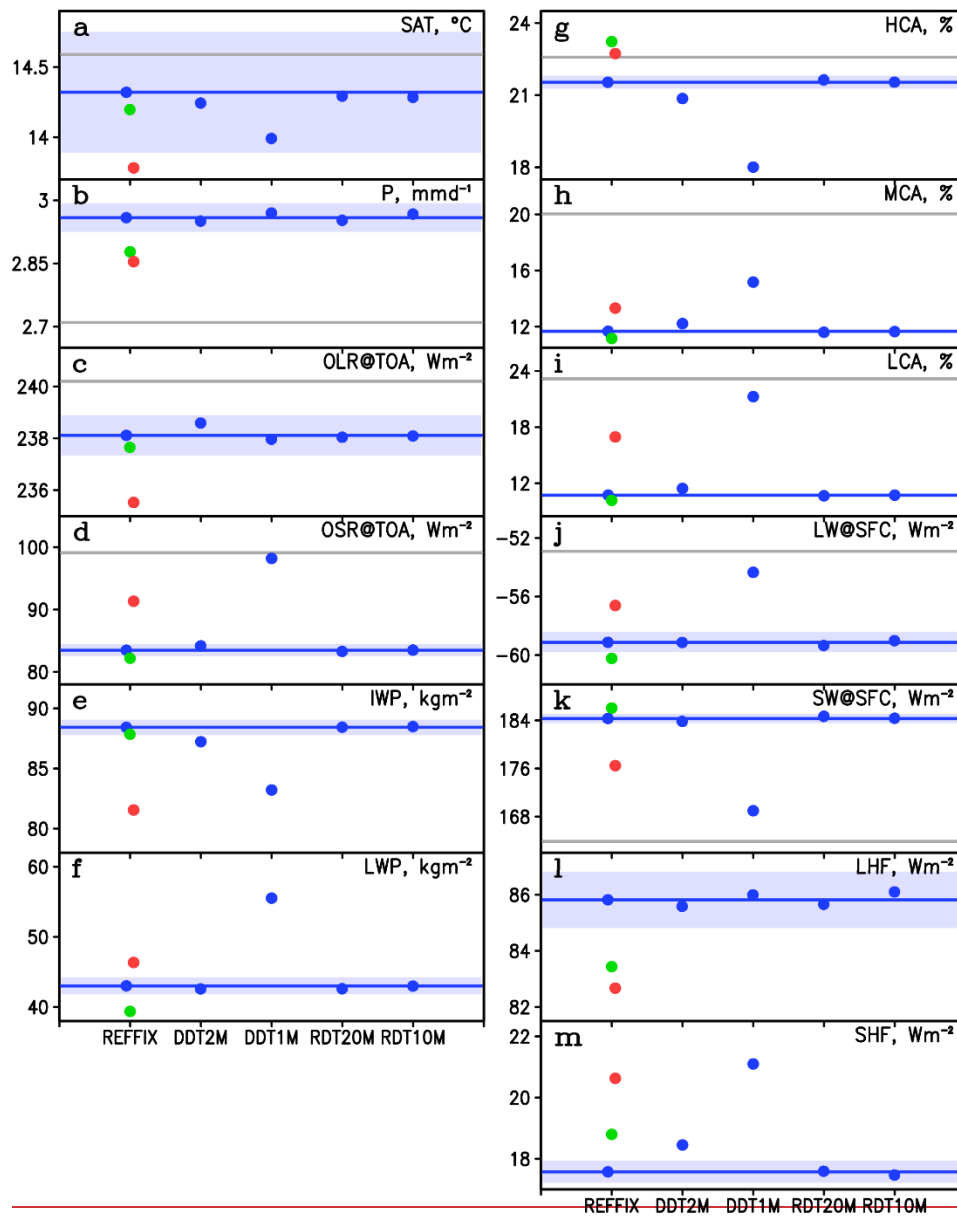 a SAT, °C
14.5
14
b P, mmd⁻¹
3
2.85
2.7
c OLR@TOA, Wm⁻²
240
238
236
d OSR@TOA, Wm⁻²
100
90
80
e IWP, kgm⁻²
90
85
80
f LWP, kgm⁻²
60
50
40
REFFIX DDT2M DDT1M RDT20M RDT10M
g HCA, %
24
21
18
h MCA, %
20
16
12
i LCA, %
24
18
12
j LW@SFC, Wm⁻²
-52
-56
-60
k SW@SFC, Wm⁻²
184
176
168
l LHF, Wm⁻²
86
84
82
m SHF, Wm⁻²
22
20
18
REFFIX DDT2M DDT1M RDT20M RDT10M